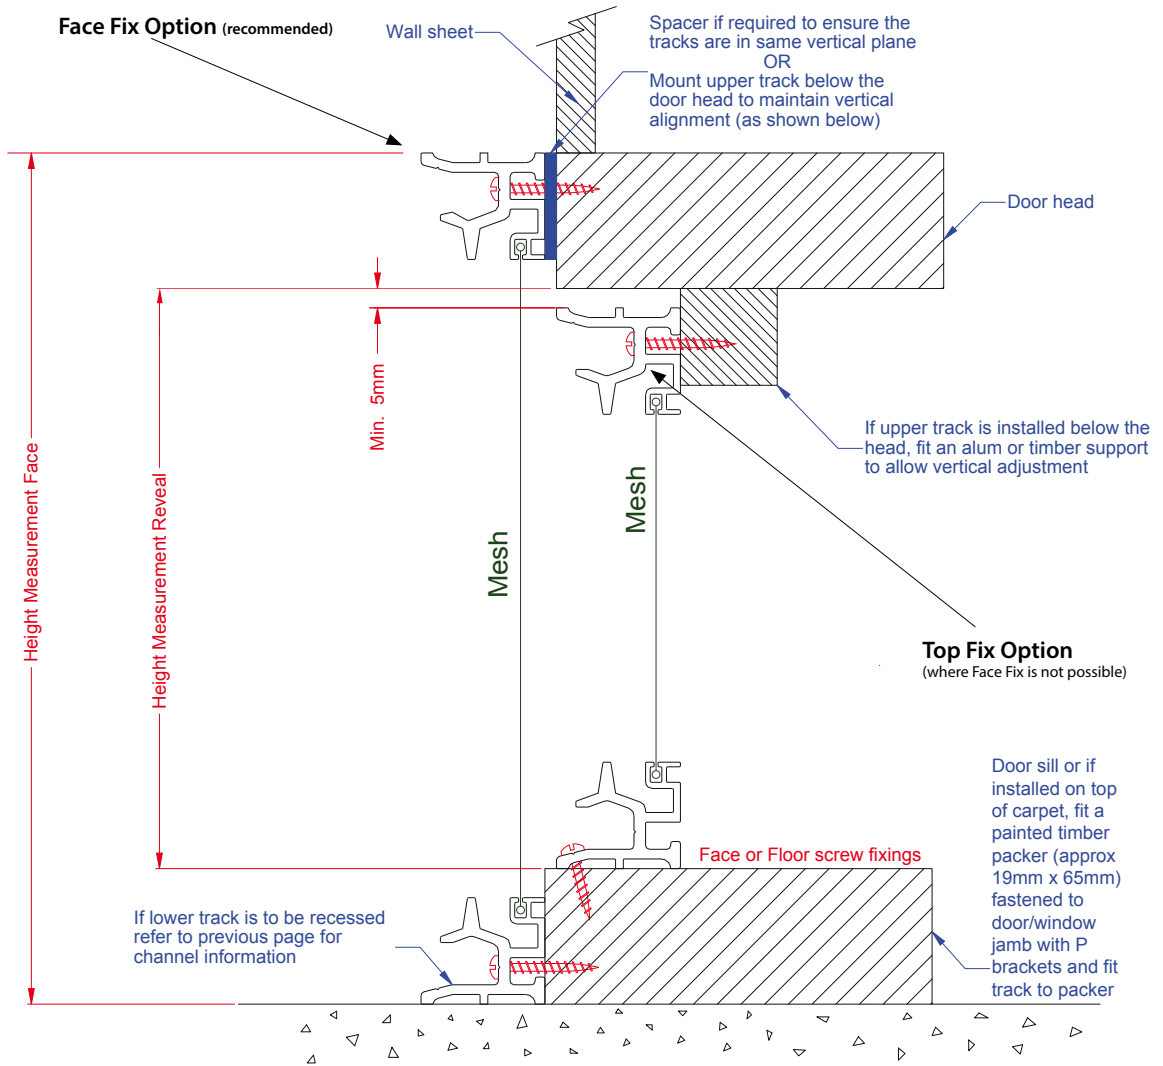 Face Fix Option (recommended)
Wall sheet
Spacer if required to ensure the
tracks are in same vertical plane
OR
Mount upper track below the
door head to maintain vertical
alignment (as shown below)
Door head
Min. 5mm
If upper track is installed below the
head, fit an alum or timber support
to allow vertical adjustment
Height Measurement Face
Height Measurement Reveal
Mesh
Mesh
Top Fix Option
(where Face Fix is not possible)
Door sill or if
installed on top
of carpet, fit a
painted timber
packer (approx
19mm x 65mm)
fastened to
door/window
jamb with P
brackets and fit
track to packer
Face or Floor screw fixings
If lower track is to be recessed
refer to previous page for
channel information